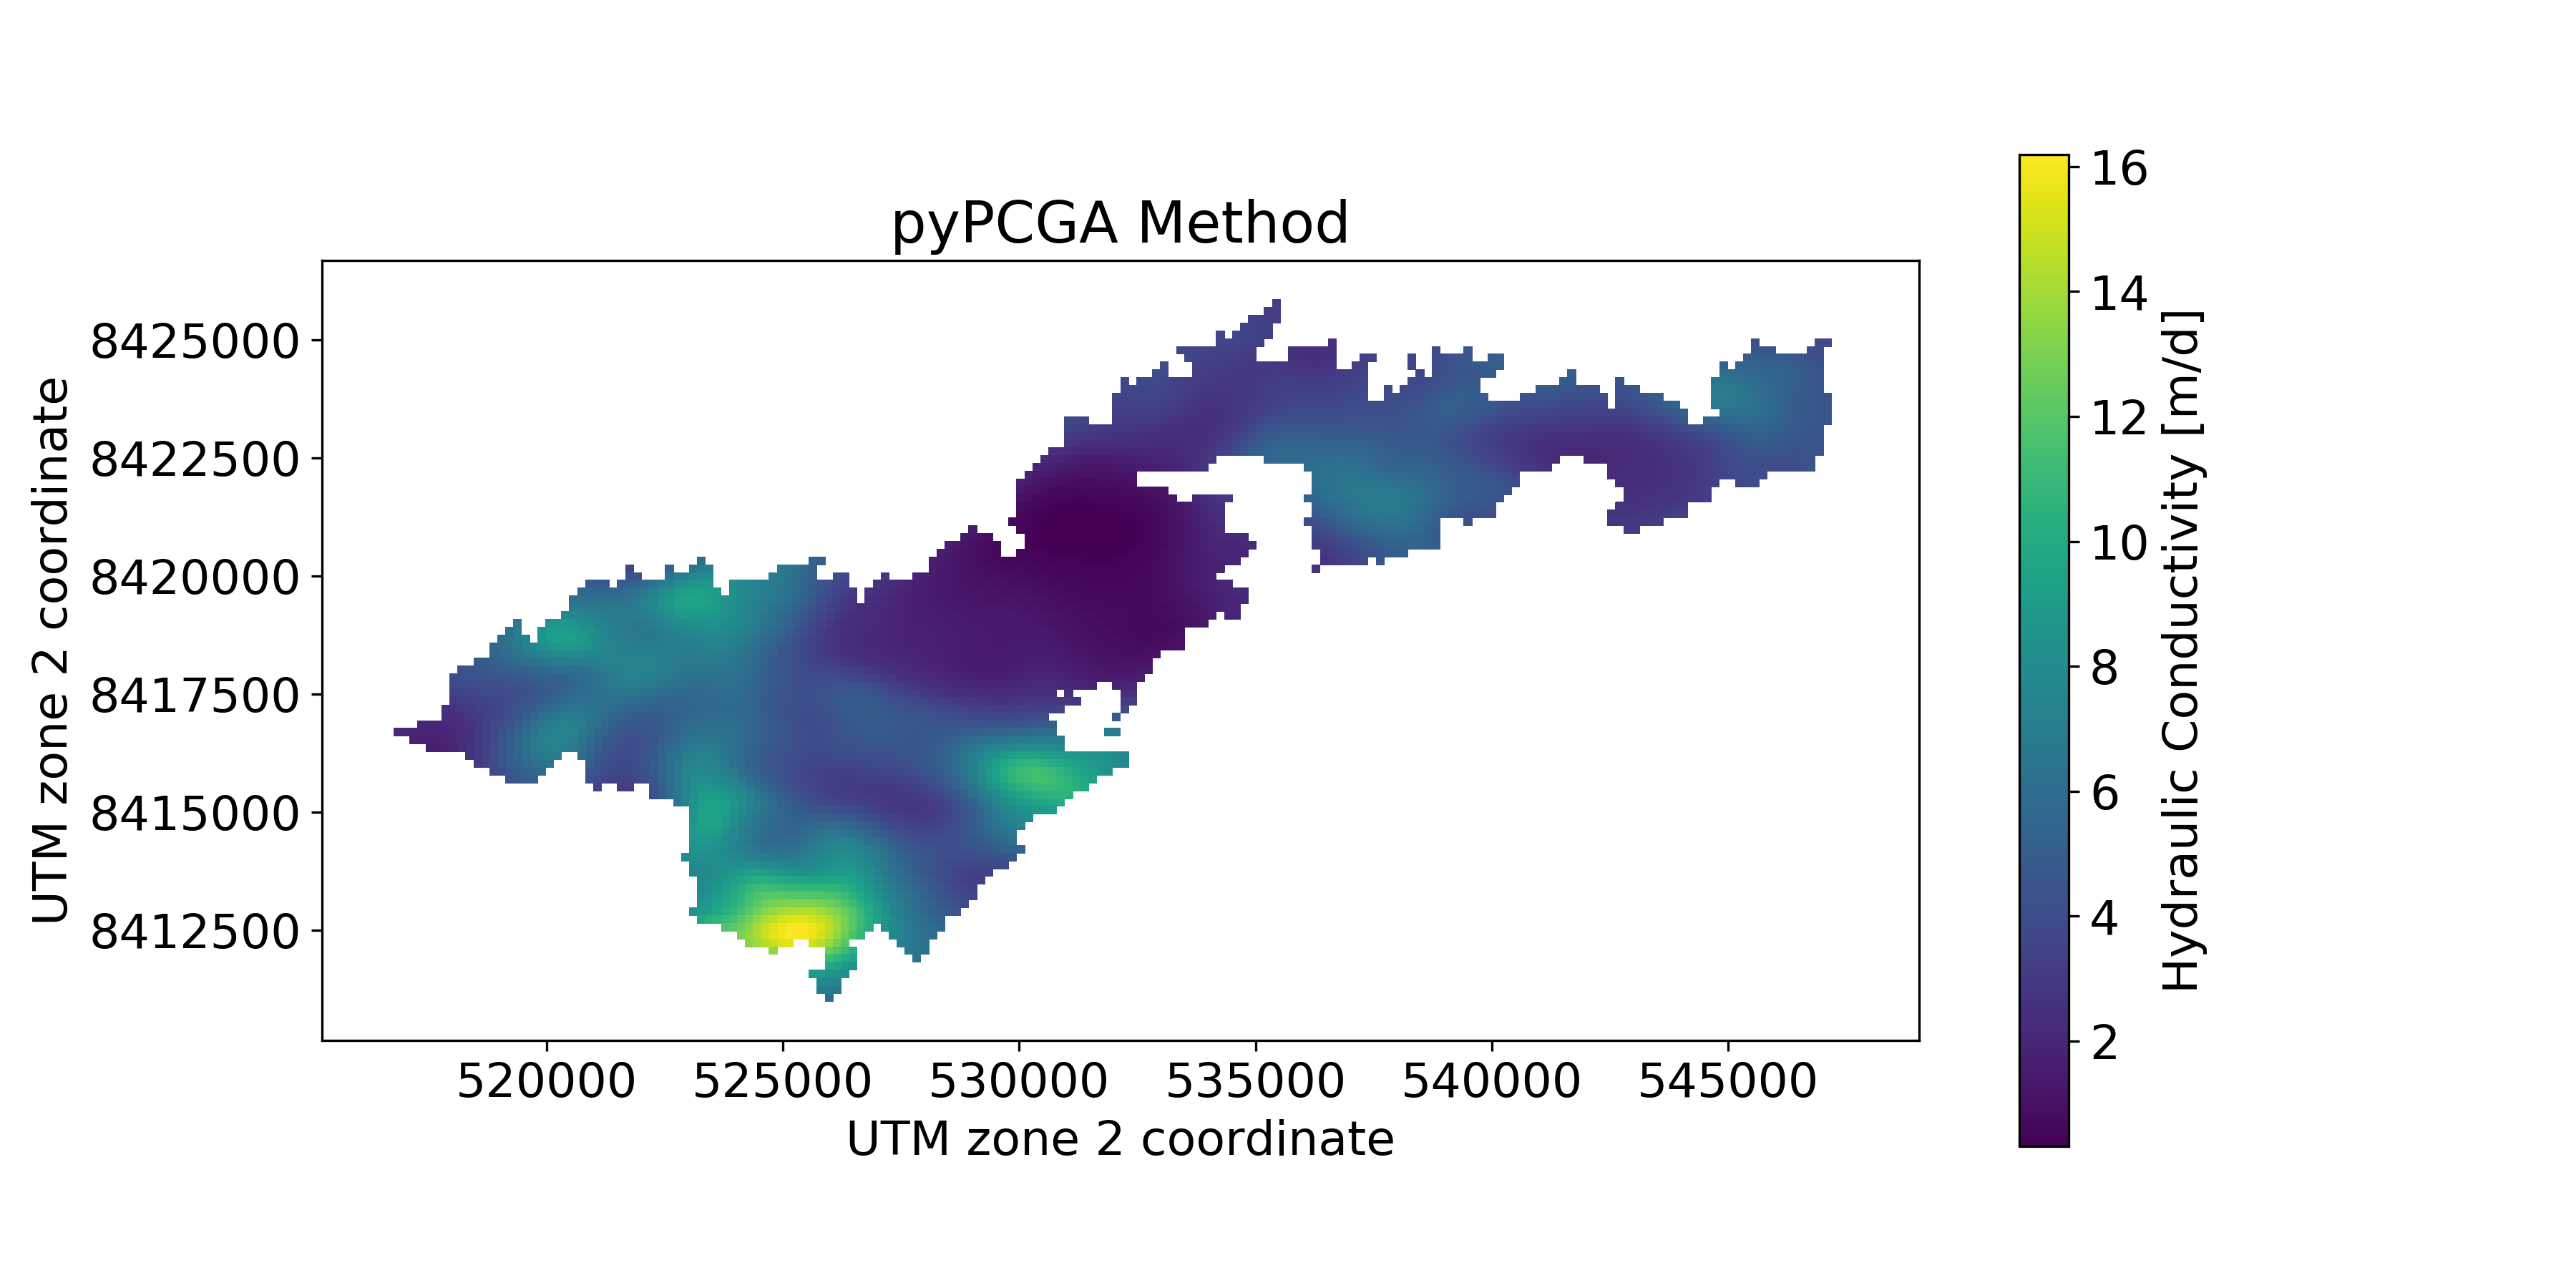 pyPCGA Method
UTM zone 2 coordinate
8425000
8422500
8420000
8417500
8415000
8412500
520000 525000 530000 535000 540000 545000
UTM zone 2 coordinate
16
14
12
10
8
6
4
2
Hydraulic Conductivity [m/d]